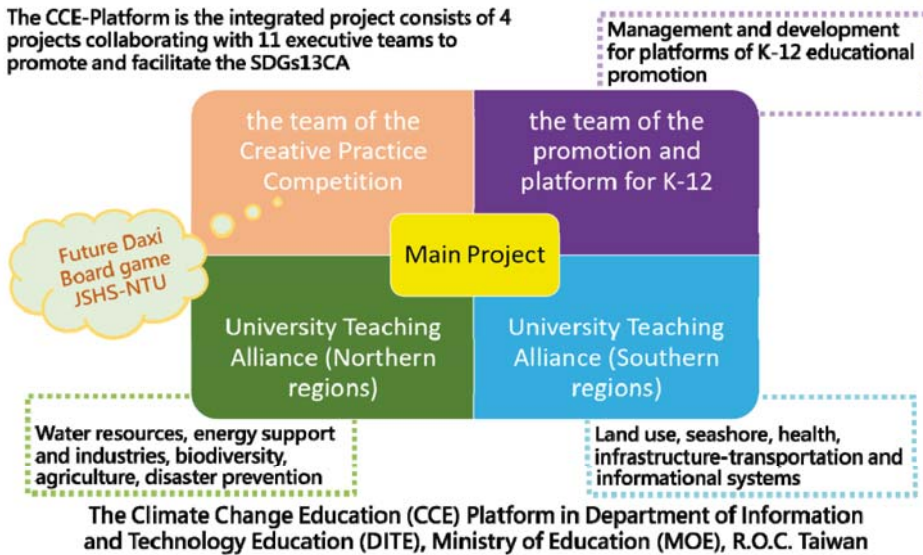 The CCE-Platform is the integrated project consists of 4
projects collaborating with 11 executive teams to
promote and facilitate the SDGs13CA
Management and development
for platforms of K-12 educational
promotion
the team of the
Creative Practice
Competition
the team of the
promotion and
platform for K-12
Future Daxi
Board game
JSHS-NTU
Main Project
University Teaching
Alliance (Northern
regions)
University Teaching
Alliance (Southern
regions)
Water resources, energy support
and industries, biodiversity,
agriculture, disaster prevention
Land use, seashore, health,
infrastructure-transportation and
informational systems
The Climate Change Education (CCE) Platform in Department of Information
and Technology Education (DITE), Ministry of Education (MOE), R.O.C. Taiwan